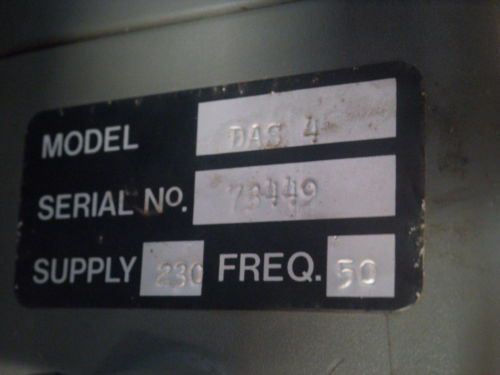 MODEL DAS 4
SERIAL NO. 73449
SUPPLY 230 FREQ. 50